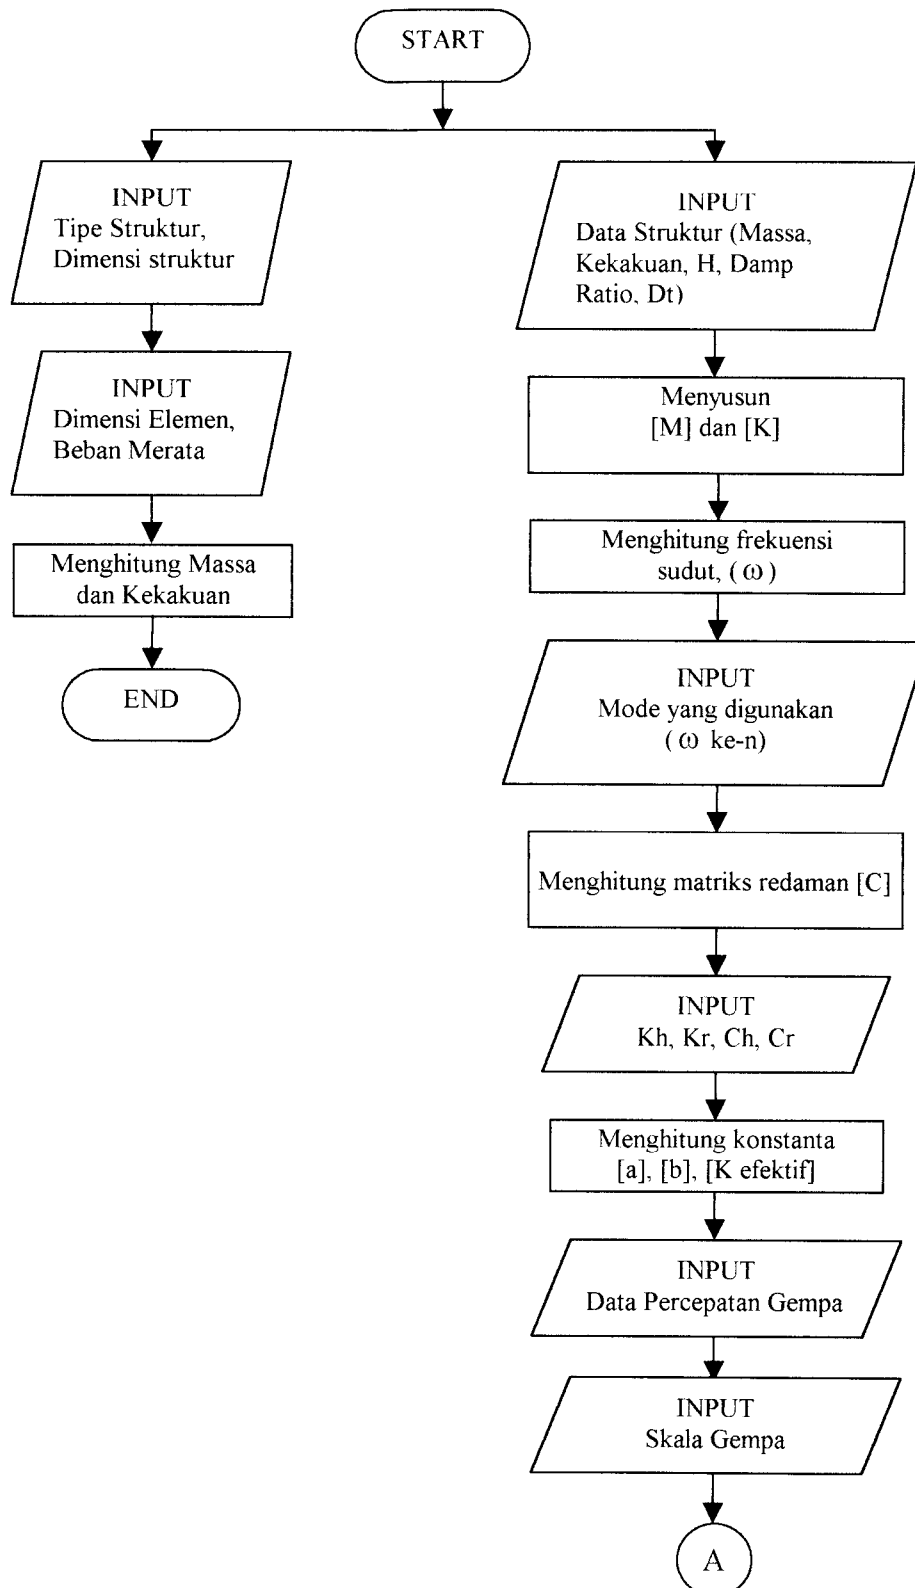 START
INPUT
Tipe Struktur,
Dimensi struktur
INPUT
Dimensi Elemen,
Beban Merata
Menghitung Massa
dan Kekakuan
END
INPUT
Data Struktur (Massa,
Kekakuan, H, Damp
Ratio, Dt)
Menyusun
[M] dan [K]
Menghitung frekuensi
sudut, ( ω )
INPUT
Mode yang digunakan
( ω ke-n)
Menghitung matriks redaman [C]
INPUT
Kh, Kr, Ch, Cr
Menghitung konstanta
[a], [b], [K efektif]
INPUT
Data Percepatan Gempa
INPUT
Skala Gempa
A